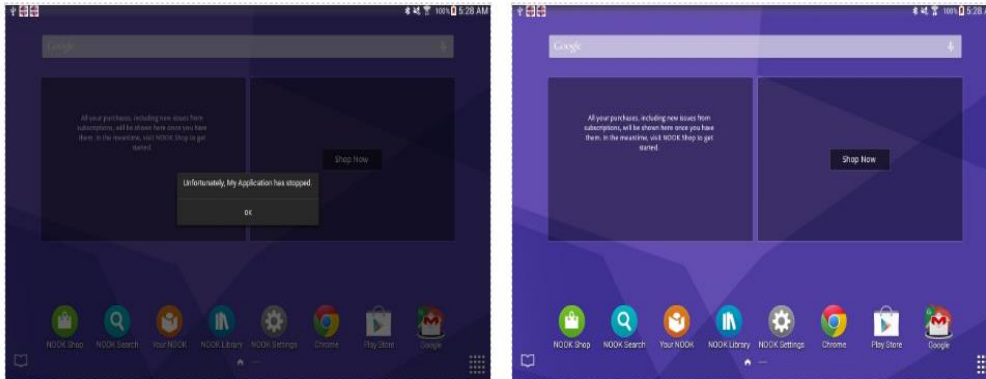 100% 5:28 AM
Google
All your purchases, including new issues from
subscriptions, will be shown here once you have
them. In the meantime, visit NOOK Shop to get
started.
Shop Now
Unfortunately, My Application has stopped.
OK
NOOK Shop
NOOK Search
Your NOOK
NOOK Library
NOOK Settings
Chrome
Play Store
Google
100% 5:28 A
Google
All your purchases, including new issues from
subscriptions, will be shown here once you have
them. In the meantime, visit NOOK Shop to get
started.
Shop Now
NOOK Shop
NOOK Search
Your NOOK
NOOK Library
NOOK Settings
Chrome
Play Store
Google